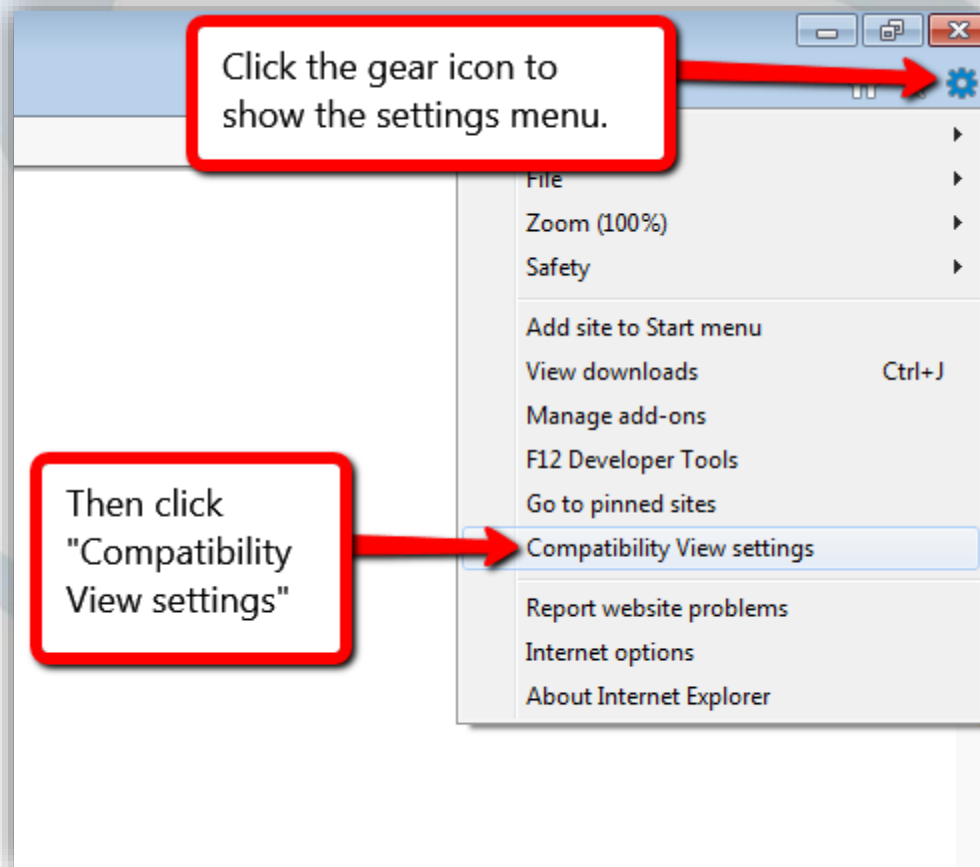 Click the gear icon to
show the settings menu.
File
Zoom (100%)
Safety
Add site to Start menu
View downloads Ctrl+J
Manage add-ons
F12 Developer Tools
Go to pinned sites
Then click
"Compatibility
View settings"
Compatibility View settings
Report website problems
Internet options
About Internet Explorer